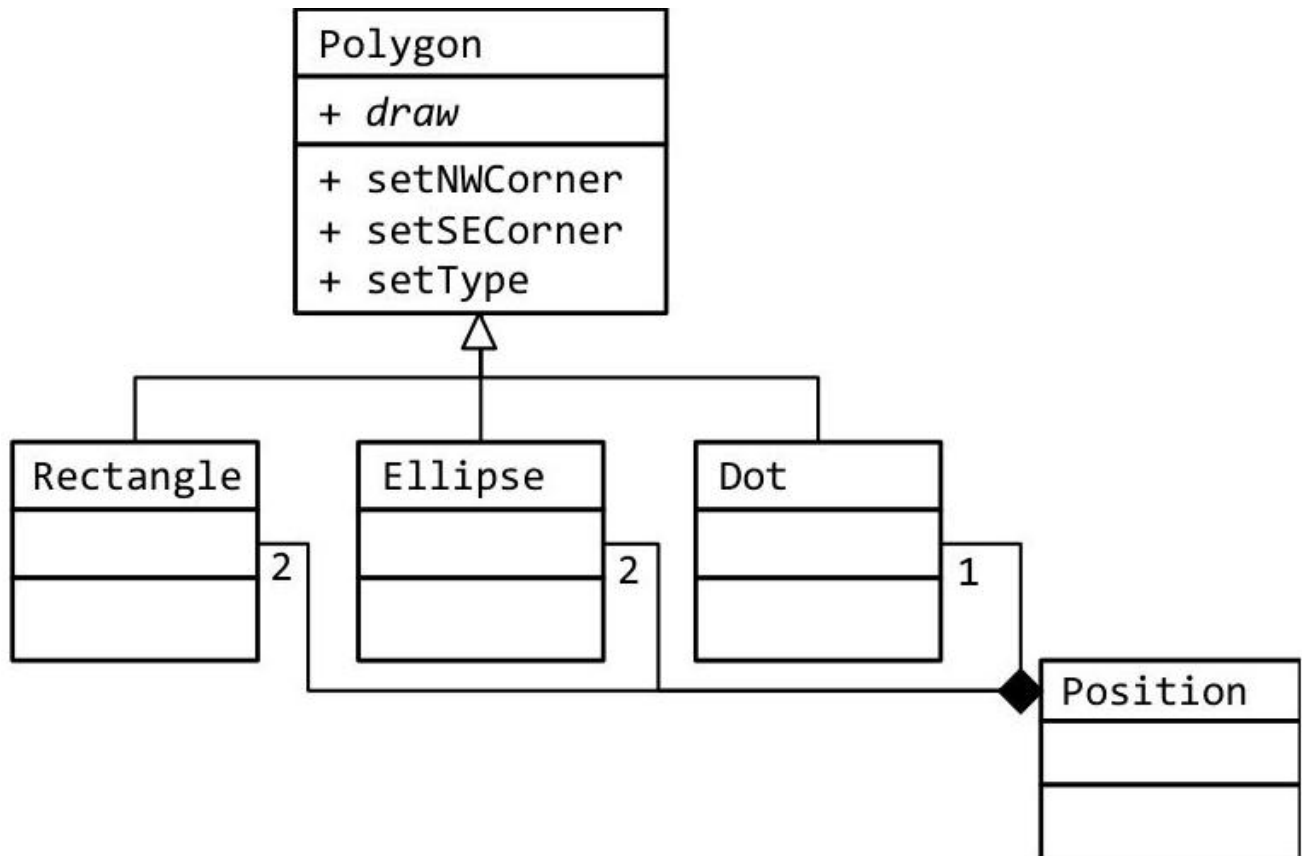 Polygon
+ draw
+ setNWCorner
+ setSECorner
+ setType
Rectangle
Ellipse
Dot
2
2
1
Position